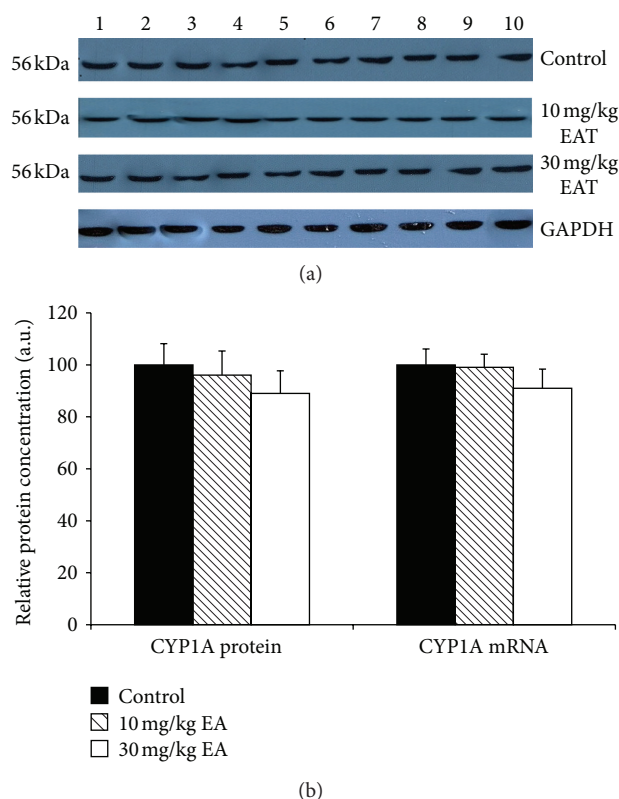 1 2 3 4 5 6 7 8 9 10
56 kDa Control
56 kDa 10 mg/kg
EAT
56 kDa 30 mg/kg
EAT
GAPDH
(a)
Relative protein concentration (a.u.)
120
100
80
60
40
20
0
CYP1A protein CYP1A mRNA
Control
10 mg/kg EA
30 mg/kg EA
(b)